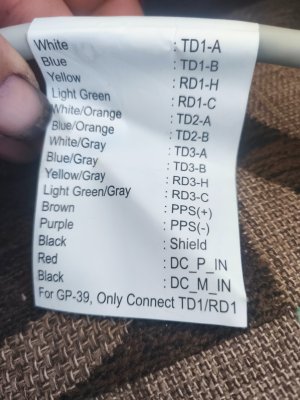 White : TD1-A
Blue : TD1-B
Yellow : RD1-H
Light Green : RD1-C
White/Orange : TD2-A
Blue/Orange : TD2-B
White/Gray : TD3-A
Blue/Gray : TD3-B
Yellow/Gray : RD3-H
Light Green/Gray : RD3-C
Brown : PPS(+)
Purple : PPS(-)
Black : Shield
Red : DC_P_IN
Black : DC_M_IN
For GP-39, Only Connect TD1/RD1